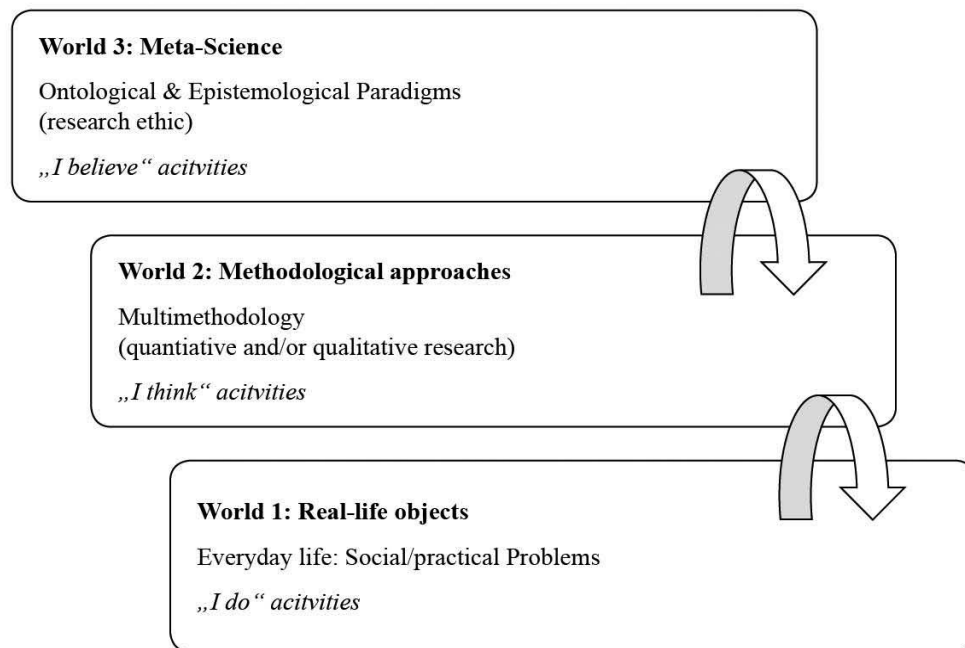 World 3: Meta-Science
Ontological & Epistemological Paradigms
(research ethic)
„I believe“ acitvities
World 2: Methodological approaches
Multimethodology
(quantiative and/or qualitative research)
„I think“ acitvities
World 1: Real-life objects
Everyday life: Social/practical Problems
„I do“ acitvities